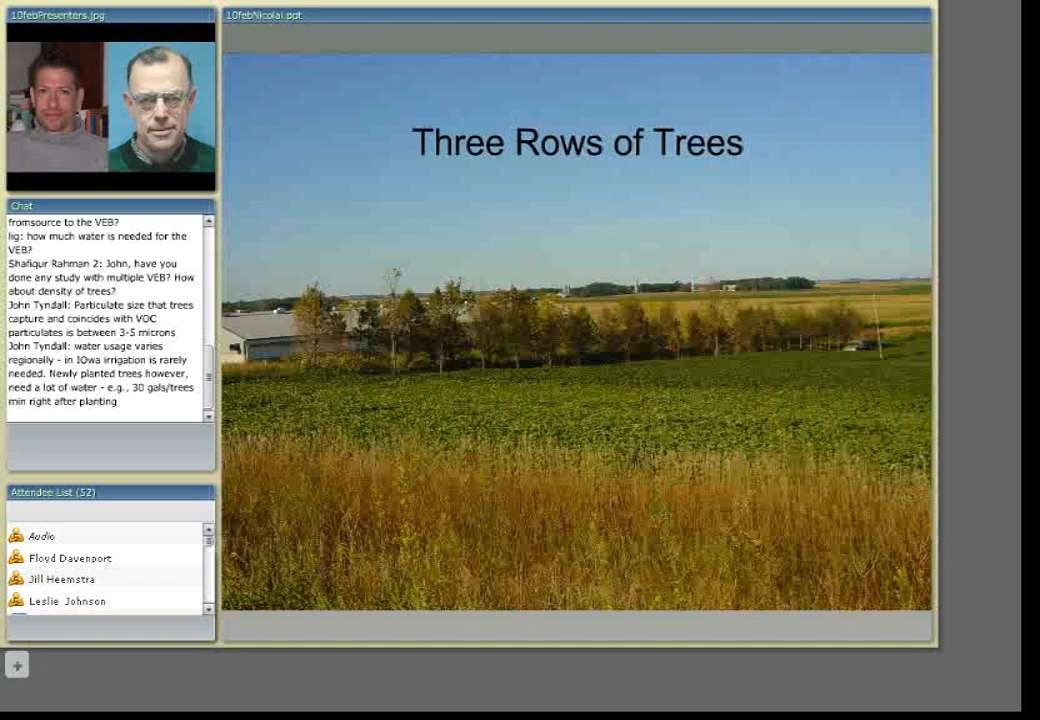 10febPresenters.jpg
10febNicolai.ppt
Three Rows of Trees
Chat
fromsource to the VEB?
lig: how much water is needed for the
VEB?
Shafiqur Rahman 2: John, have you
done any study with multiple VEB? How
about density of trees?
John Tyndall: Particulate size that trees
capture and coincides with VOC
particulates is between 3-5 microns
John Tyndall: water usage varies
regionally - in IOwa irrigation is rarely
needed. Newly planted trees however,
need a lot of water - e.g., 30 gals/trees
min right after planting
Attendee List (52)
Audio
Floyd Davenport
Jill Heemstra
Leslie Johnson